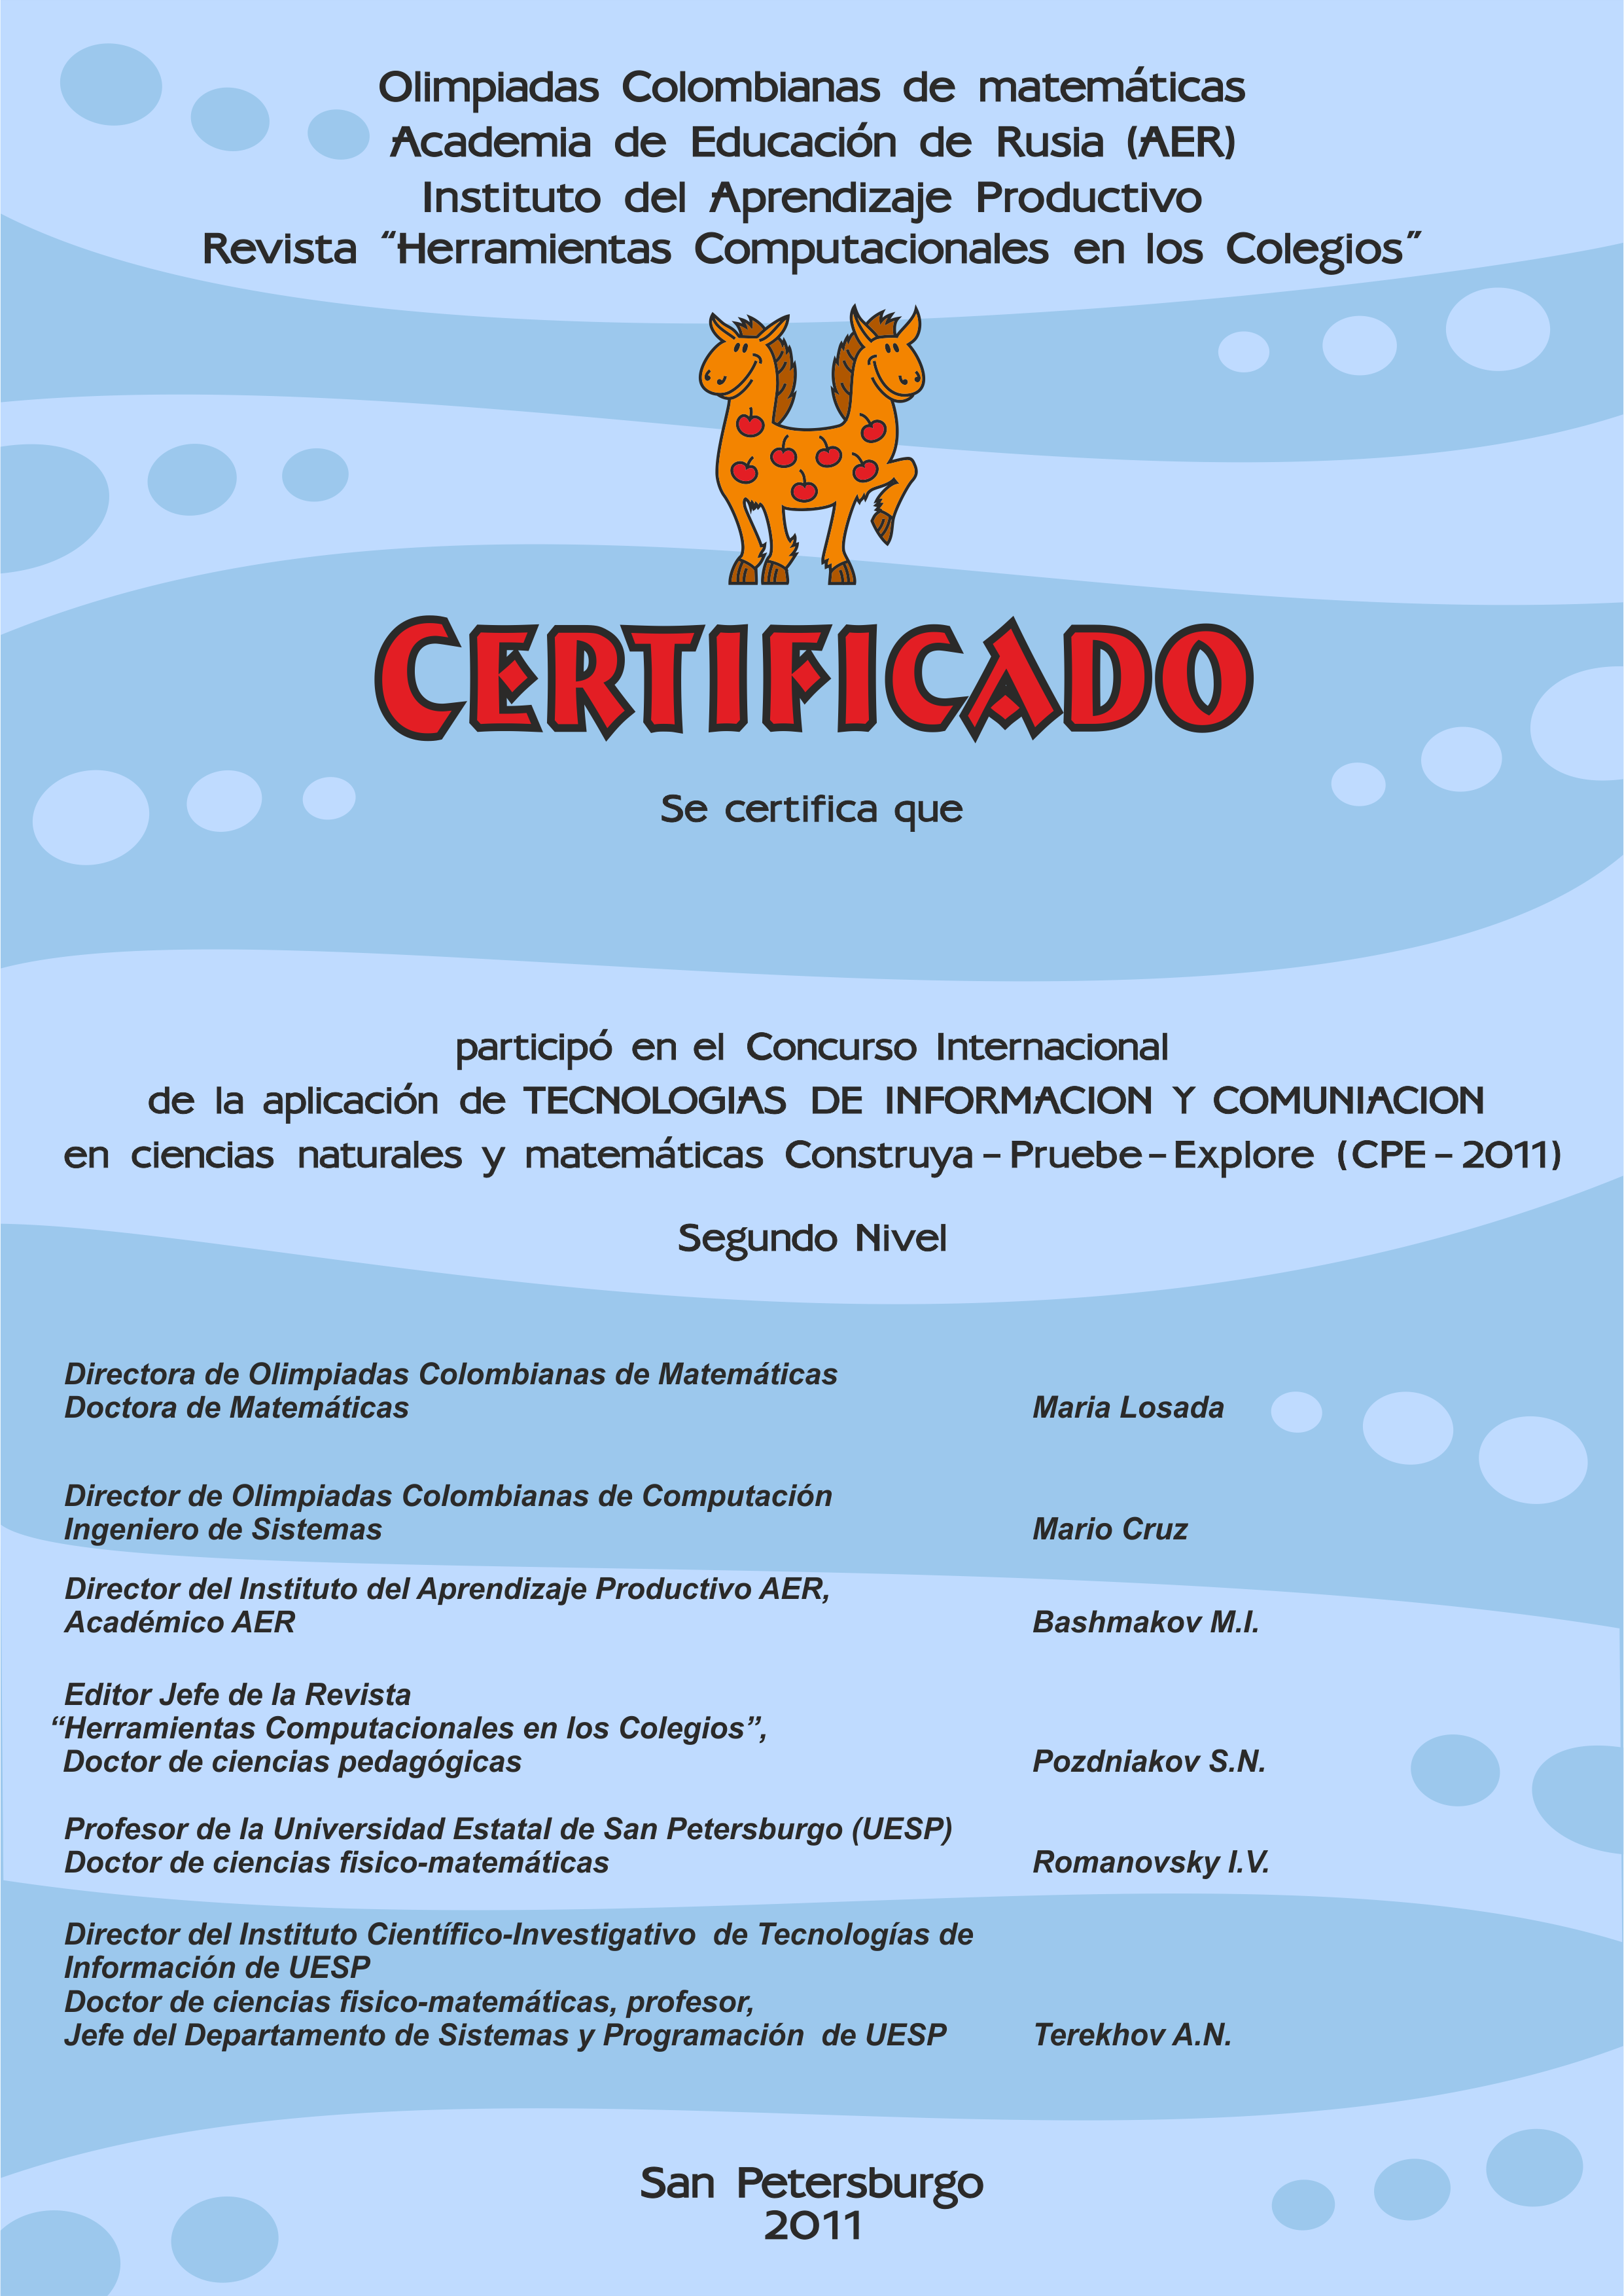 Olimpiadas Colombianas de matemáticas
Academia de Educación de Rusia (AER)
Instituto del Aprendizaje Productivo
Revista “Herramientas Computacionales en los Colegios”
CERTIFICADO
Se certifica que
participó en el Concurso Internacional
de la aplicación de TECNOLOGIAS DE INFORMACION Y COMUNIACION
en ciencias naturales y matemáticas Construya – Pruebe – Explore (CPE – 2011)
Segundo Nivel
Directora de Olimpiadas Colombianas de Matemáticas
Doctora de Matemáticas Maria Losada
Director de Olimpiadas Colombianas de Computación
Ingeniero de Sistemas Mario Cruz
Director del Instituto del Aprendizaje Productivo AER,
Académico AER Bashmakov M.I.
Editor Jefe de la Revista
“Herramientas Computacionales en los Colegios”,
Doctor de ciencias pedagógicas Pozdniakov S.N.
Profesor de la Universidad Estatal de San Petersburgo (UESP)
Doctor de ciencias fisico-matemáticas Romanovsky I.V.
Director del Instituto Científico-Investigativo de Tecnologías de
Información de UESP
Doctor de ciencias fisico-matemáticas, profesor,
Jefe del Departamento de Sistemas y Programación de UESP Terekhov A.N.
San Petersburgo
2011